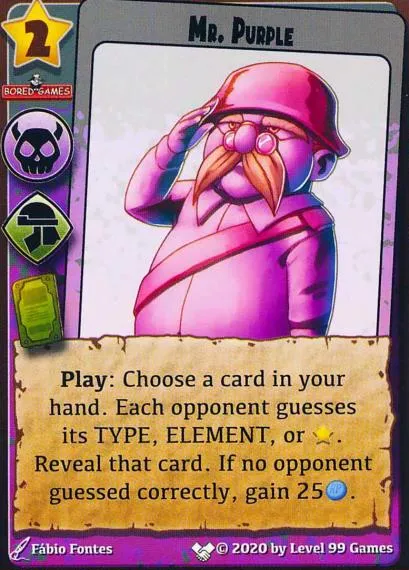 Mr. Purple
2
BORED GAMES
Play: Choose a card in your
hand. Each opponent guesses
its TYPE, ELEMENT, or ⭐.
Reveal that card. If no opponent
guessed correctly, gain 25
Fábio Fontes
© 2020 by Level 99 Games